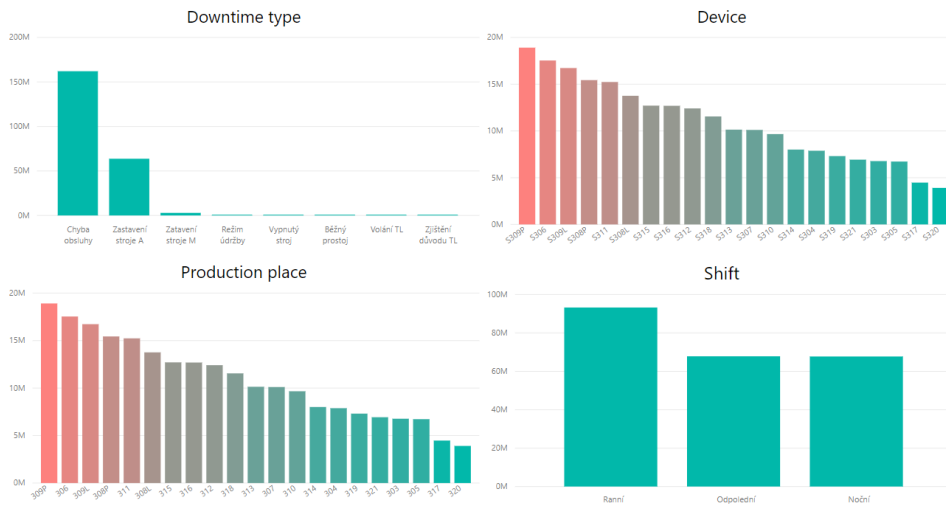 Downtime type
200M
150M
100M
50M
0M
Chyba obsluhy
Zastavení stroje A
Zatavení stroje M
Režim údržby
Vypnutý stroj
Běžný prostoj
Volání TL
Zjištění důvodu TL
Device
20M
15M
10M
5M
0M
S309P
S306
S309L
S308P
S311
S308L
S315
S316
S312
S318
S313
S307
S310
S314
S304
S319
S321
S303
S305
S317
S320
Production place
20M
15M
10M
5M
0M
309P
306
309L
308P
311
308L
315
316
312
318
313
307
310
314
304
319
321
303
305
317
320
Shift
100M
80M
60M
40M
20M
0M
Ranní
Odpolední
Noční